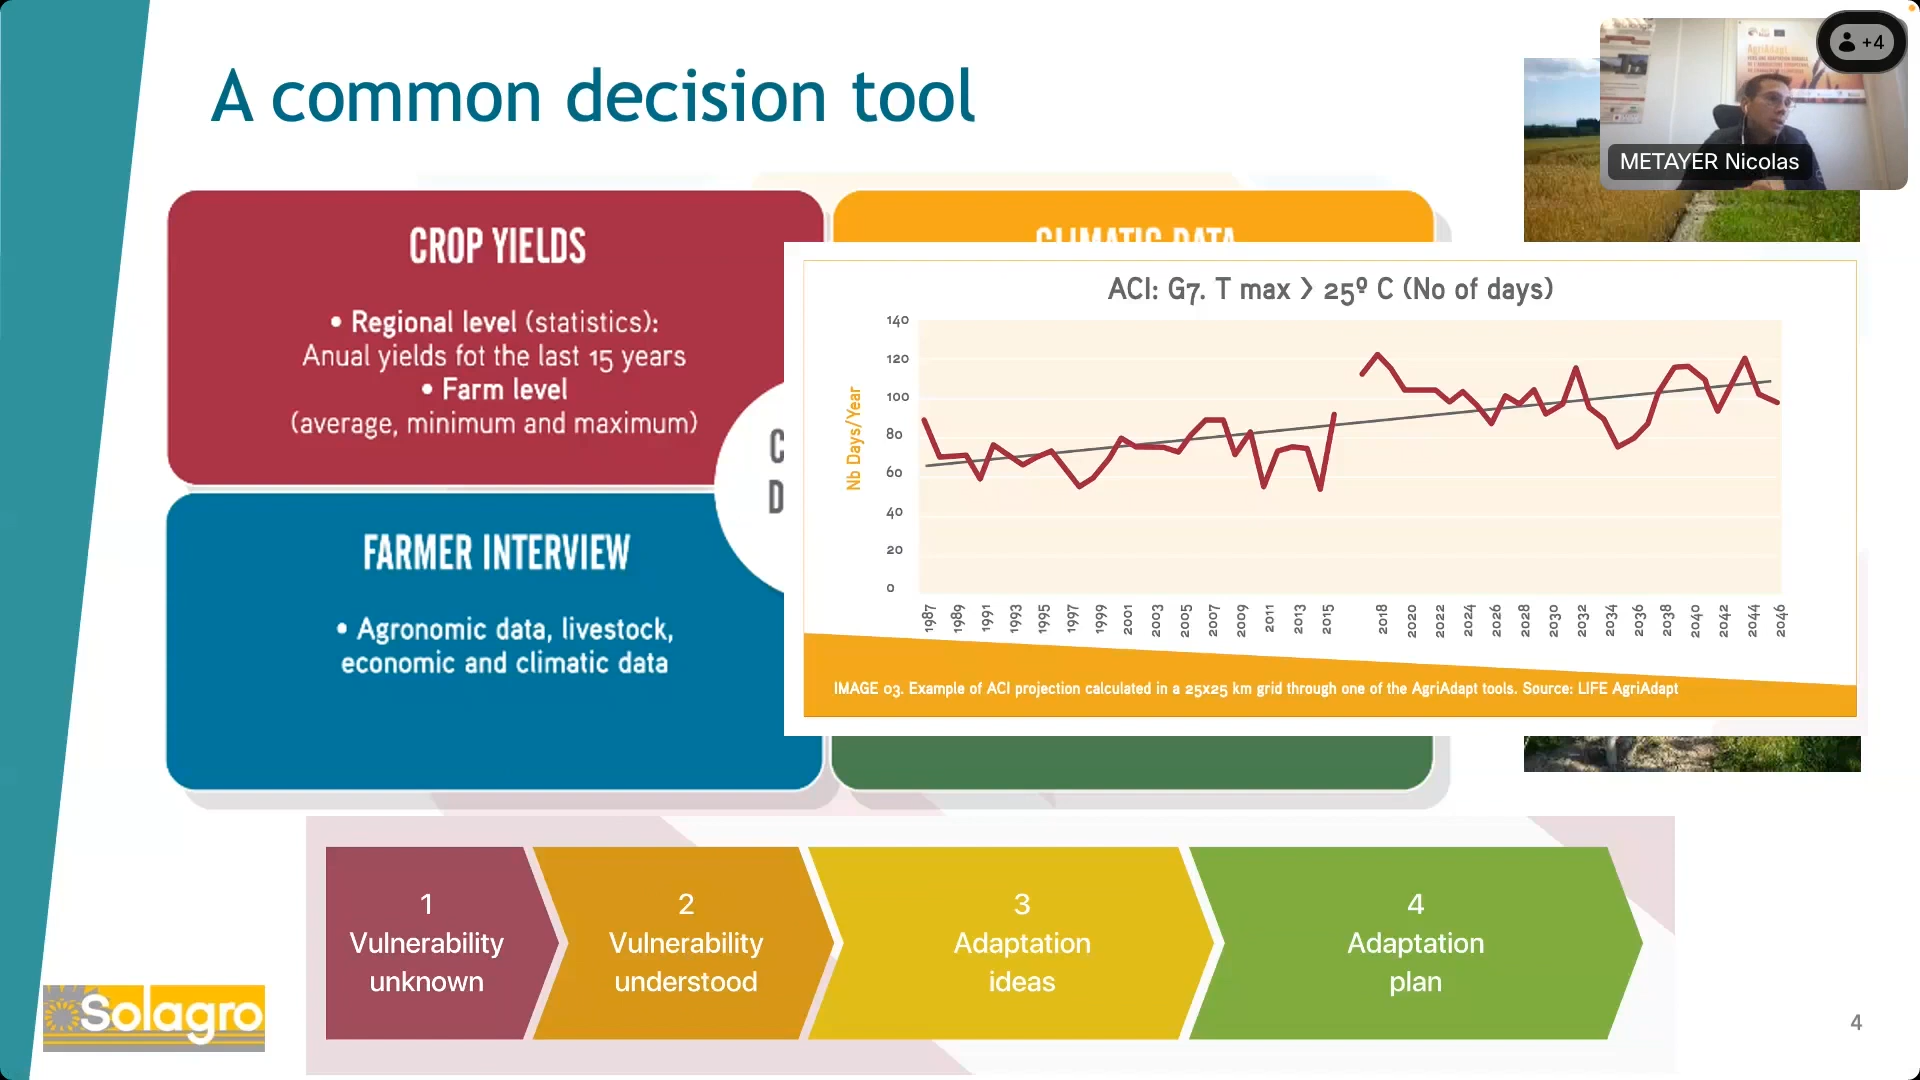 A common decision tool
+4
METAYER Nicolas
CROP YIELDS
• Regional level (statistics):
Anual yields fot the last 15 years
• Farm level
(average, minimum and maximum)
CLIMATIC DATA
C
D
FARMER INTERVIEW
• Agronomic data, livestock,
economic and climatic data
ACI: G7. T max > 25º C (No of days)
Nb Days/Year
140
120
100
80
60
40
20
0
1987 1989 1991 1993 1995 1997 1999 2001 2003 2005 2007 2009 2011 2013 2015 2018 2020 2022 2024 2026 2028 2030 2032 2034 2036 2038 2040 2042 2044 2046
IMAGE 03. Example of ACI projection calculated in a 25x25 km grid through one of the AgriAdapt tools. Source: LIFE AgriAdapt
1
Vulnerability
unknown
2
Vulnerability
understood
3
Adaptation
ideas
4
Adaptation
plan
Solagro
4